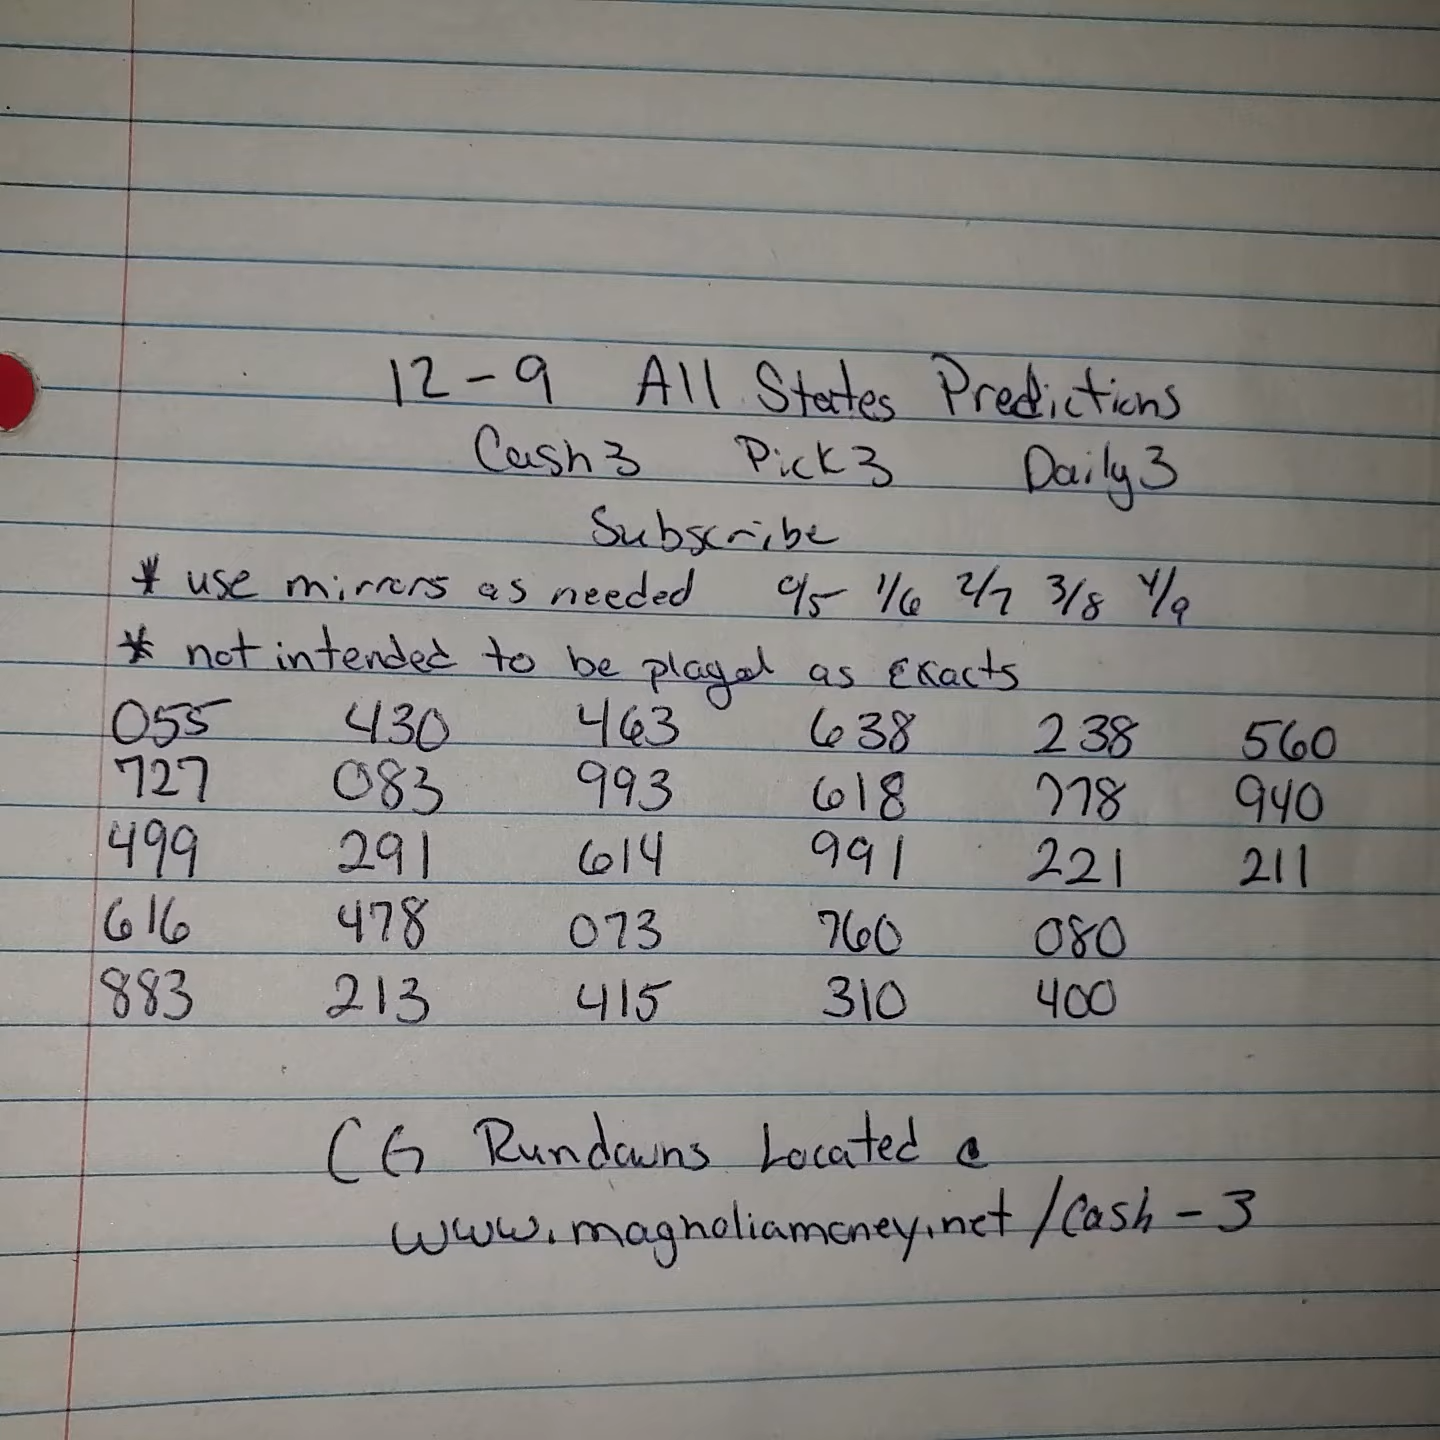 12-9 All States Predictions
Cash3 Pick3 Daily3
Subscribe
* use mirrors as needed 0/5 1/6 2/7 3/8 4/9
* not intended to be played as exacts
055 430 463 638 238 560
727 083 993 618 778 940
499 291 614 991 221 211
616 478 073 760 080
883 213 415 310 400
CG Rundowns Located @
www.magnoliamoney.net/Cash-3